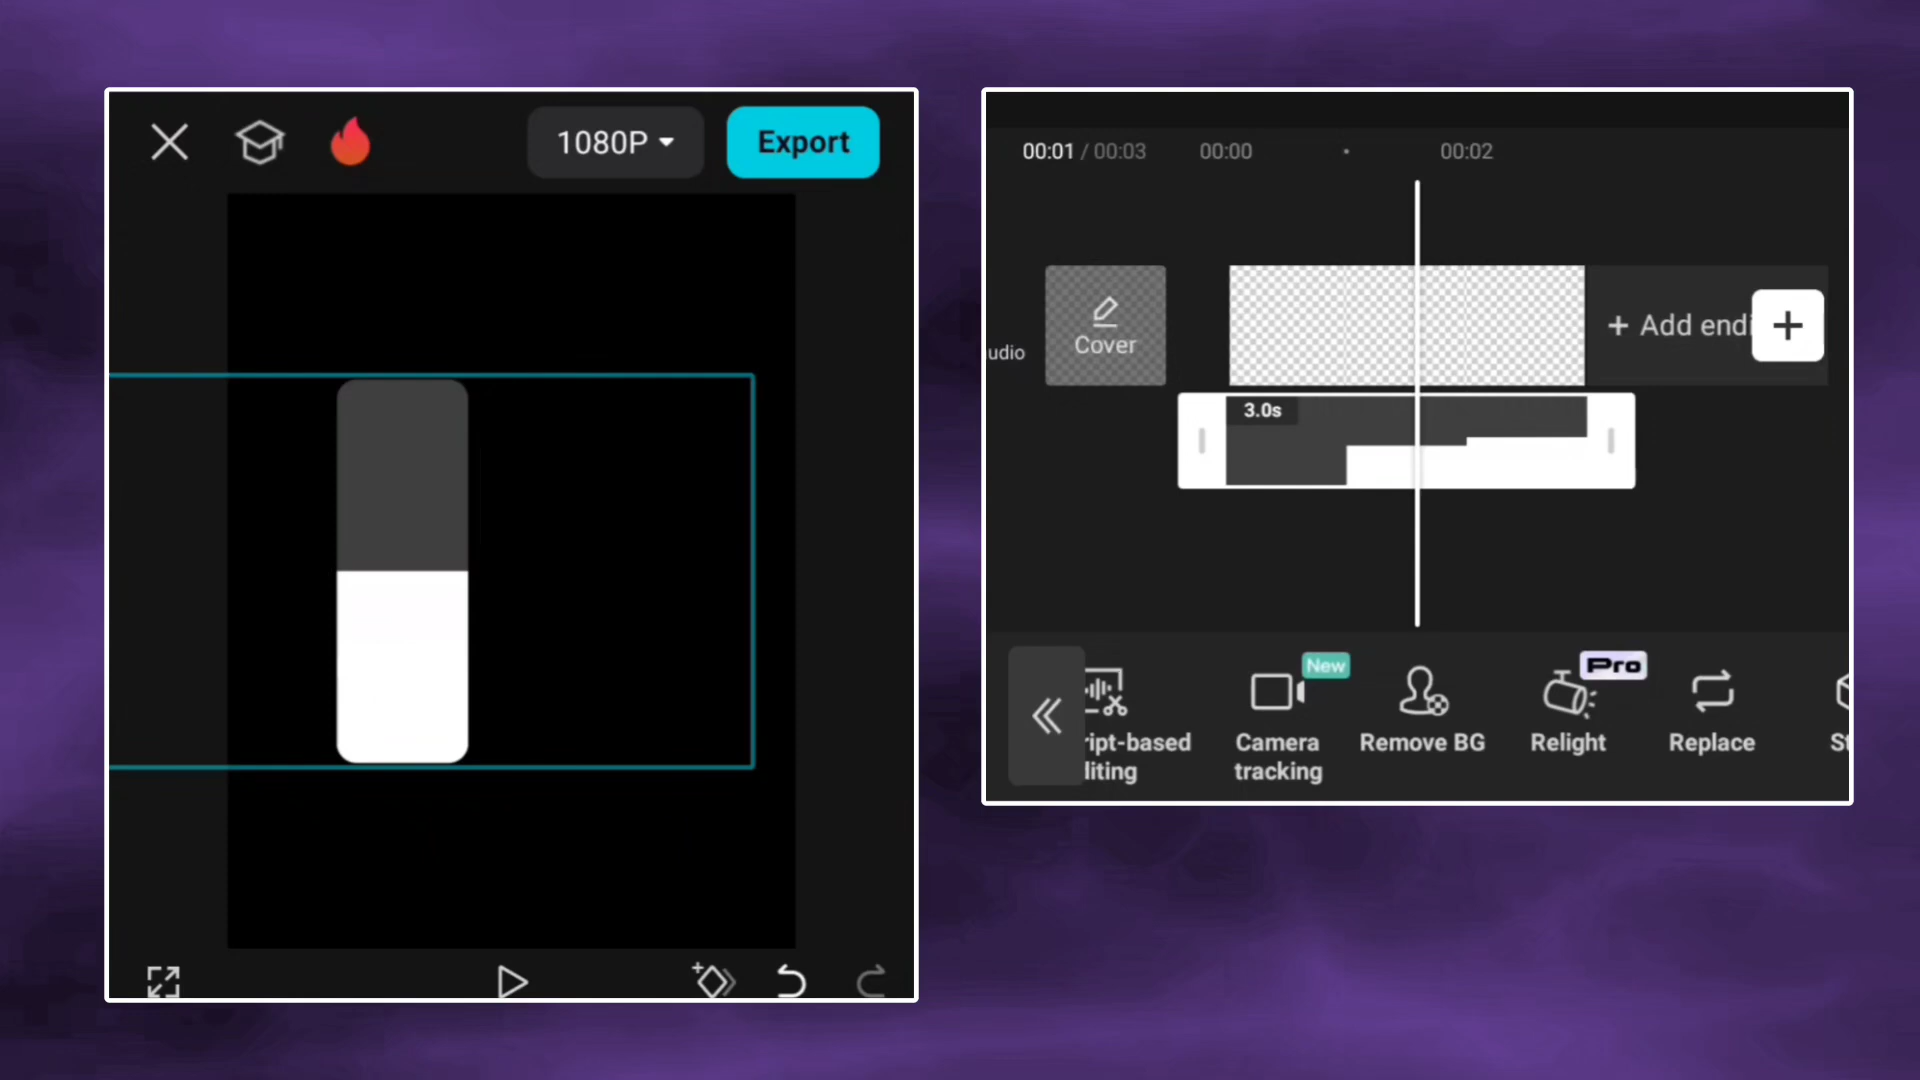 1080P
Export
00:01 / 00:03
00:00
00:02
udio
Cover
+ Add endi
3.0s
New
Pro
ript-based
liting
Camera
tracking
Remove BG
Relight
Replace
St